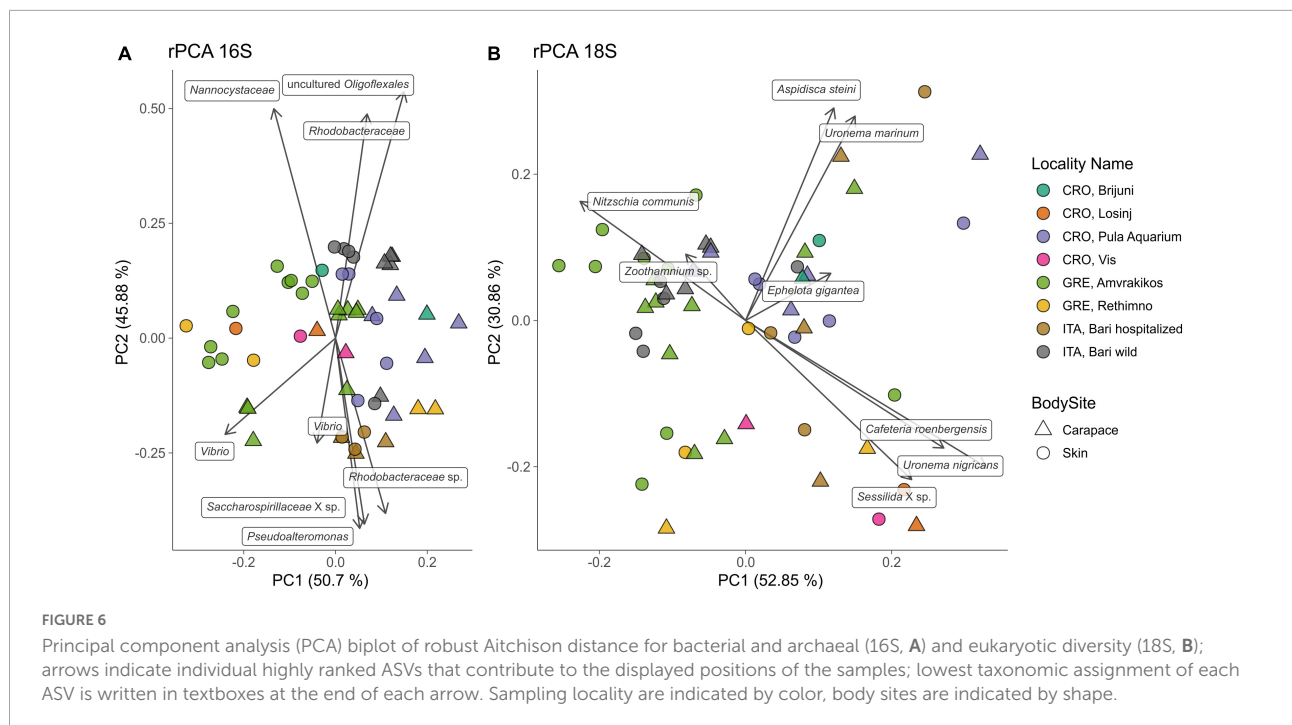 A rPCA 16S
Nannocystaceae
uncultured Oligoflexales
Rhodobacteraceae
Vibrio
Vibrio
Rhodobacteraceae sp.
Saccharospirillaceae X sp.
Pseudoalteromonas
0.50
0.25
0.00
-0.25
PC2 (45.88 %)
-0.2 0.0 0.2
PC1 (50.7 %)
B rPCA 18S
Aspidisca steini
Uronema marinum
Nitzschia communis
Zoothamnium sp.
Ephelota gigantea
Cafeteria roenbergensis
Uronema nigricans
Sessilida X sp.
0.2
0.0
-0.2
PC2 (30.86 %)
-0.2 0.0 0.2
PC1 (52.85 %)
Locality Name
CRO, Brijuni
CRO, Losinj
CRO, Pula Aquarium
CRO, Vis
GRE, Amvrakikos
GRE, Rethimno
ITA, Bari hospitalized
ITA, Bari wild
BodySite
Carapace
Skin
FIGURE 6
Principal component analysis (PCA) biplot of robust Aitchison distance for bacterial and archaeal (16S, A) and eukaryotic diversity (18S, B);
arrows indicate individual highly ranked ASVs that contribute to the displayed positions of the samples; lowest taxonomic assignment of each
ASV is written in textboxes at the end of each arrow. Sampling locality are indicated by color, body sites are indicated by shape.